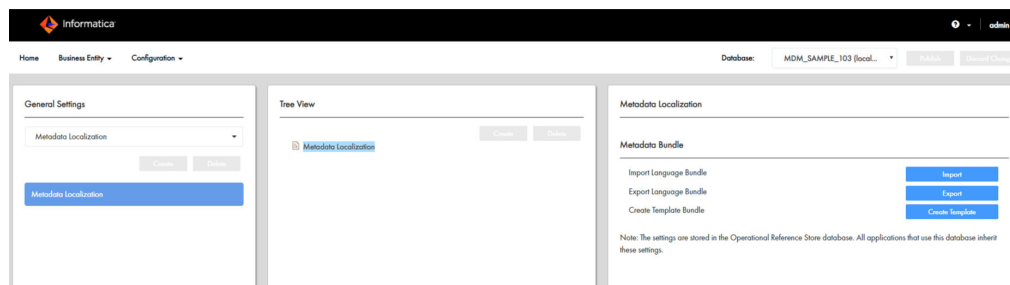 Informatica
admin
Home Business Entity Configuration Database: MDM_SAMPLE_103 (local... Publish Discard
General Settings
Metadata Localization
Create Delete
Metadata Localization
Tree View
Create Delete
Metadata Localization
Metadata Localization
Metadata Bundle
Import Language Bundle Import
Export Language Bundle Export
Create Template Bundle Create Template
Note: The settings are stored in the Operational Reference Store database. All applications that use this database inherit
these settings.